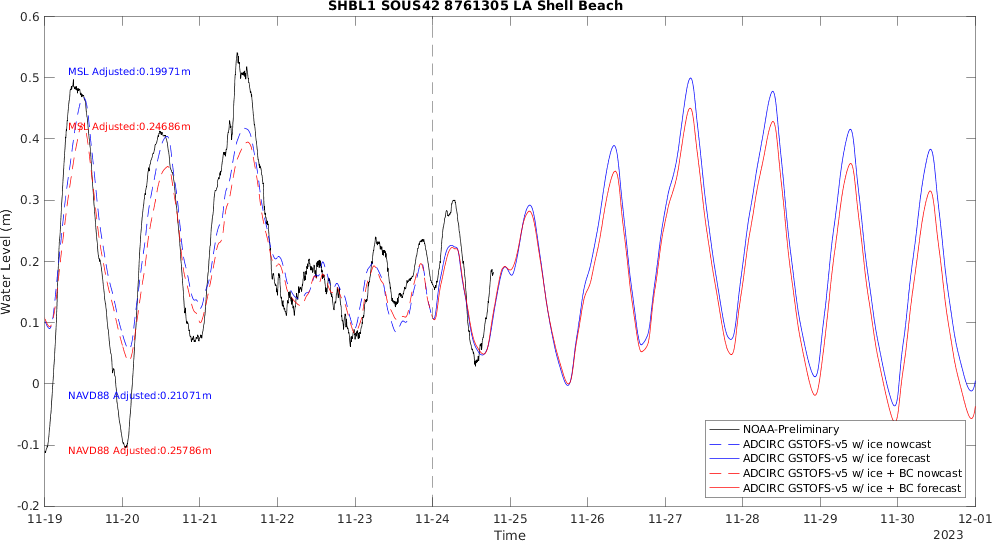 SHBL1 SOUS42 8761305 LA Shell Beach
Water Level (m)
0.6
0.5
0.4
0.3
0.2
0.1
0
-0.1
-0.2
MSL Adjusted:0.19971m
MSL Adjusted:0.24686m
NAVD88 Adjusted:0.21071m
NAVD88 Adjusted:0.25786m
NOAA-Preliminary
ADCIRC GSTOFS-v5 w/ ice nowcast
ADCIRC GSTOFS-v5 w/ ice forecast
ADCIRC GSTOFS-v5 w/ ice + BC nowcast
ADCIRC GSTOFS-v5 w/ ice + BC forecast
11-19 11-20 11-21 11-22 11-23 11-24 11-25 11-26 11-27 11-28 11-29 11-30 12-01
Time
2023